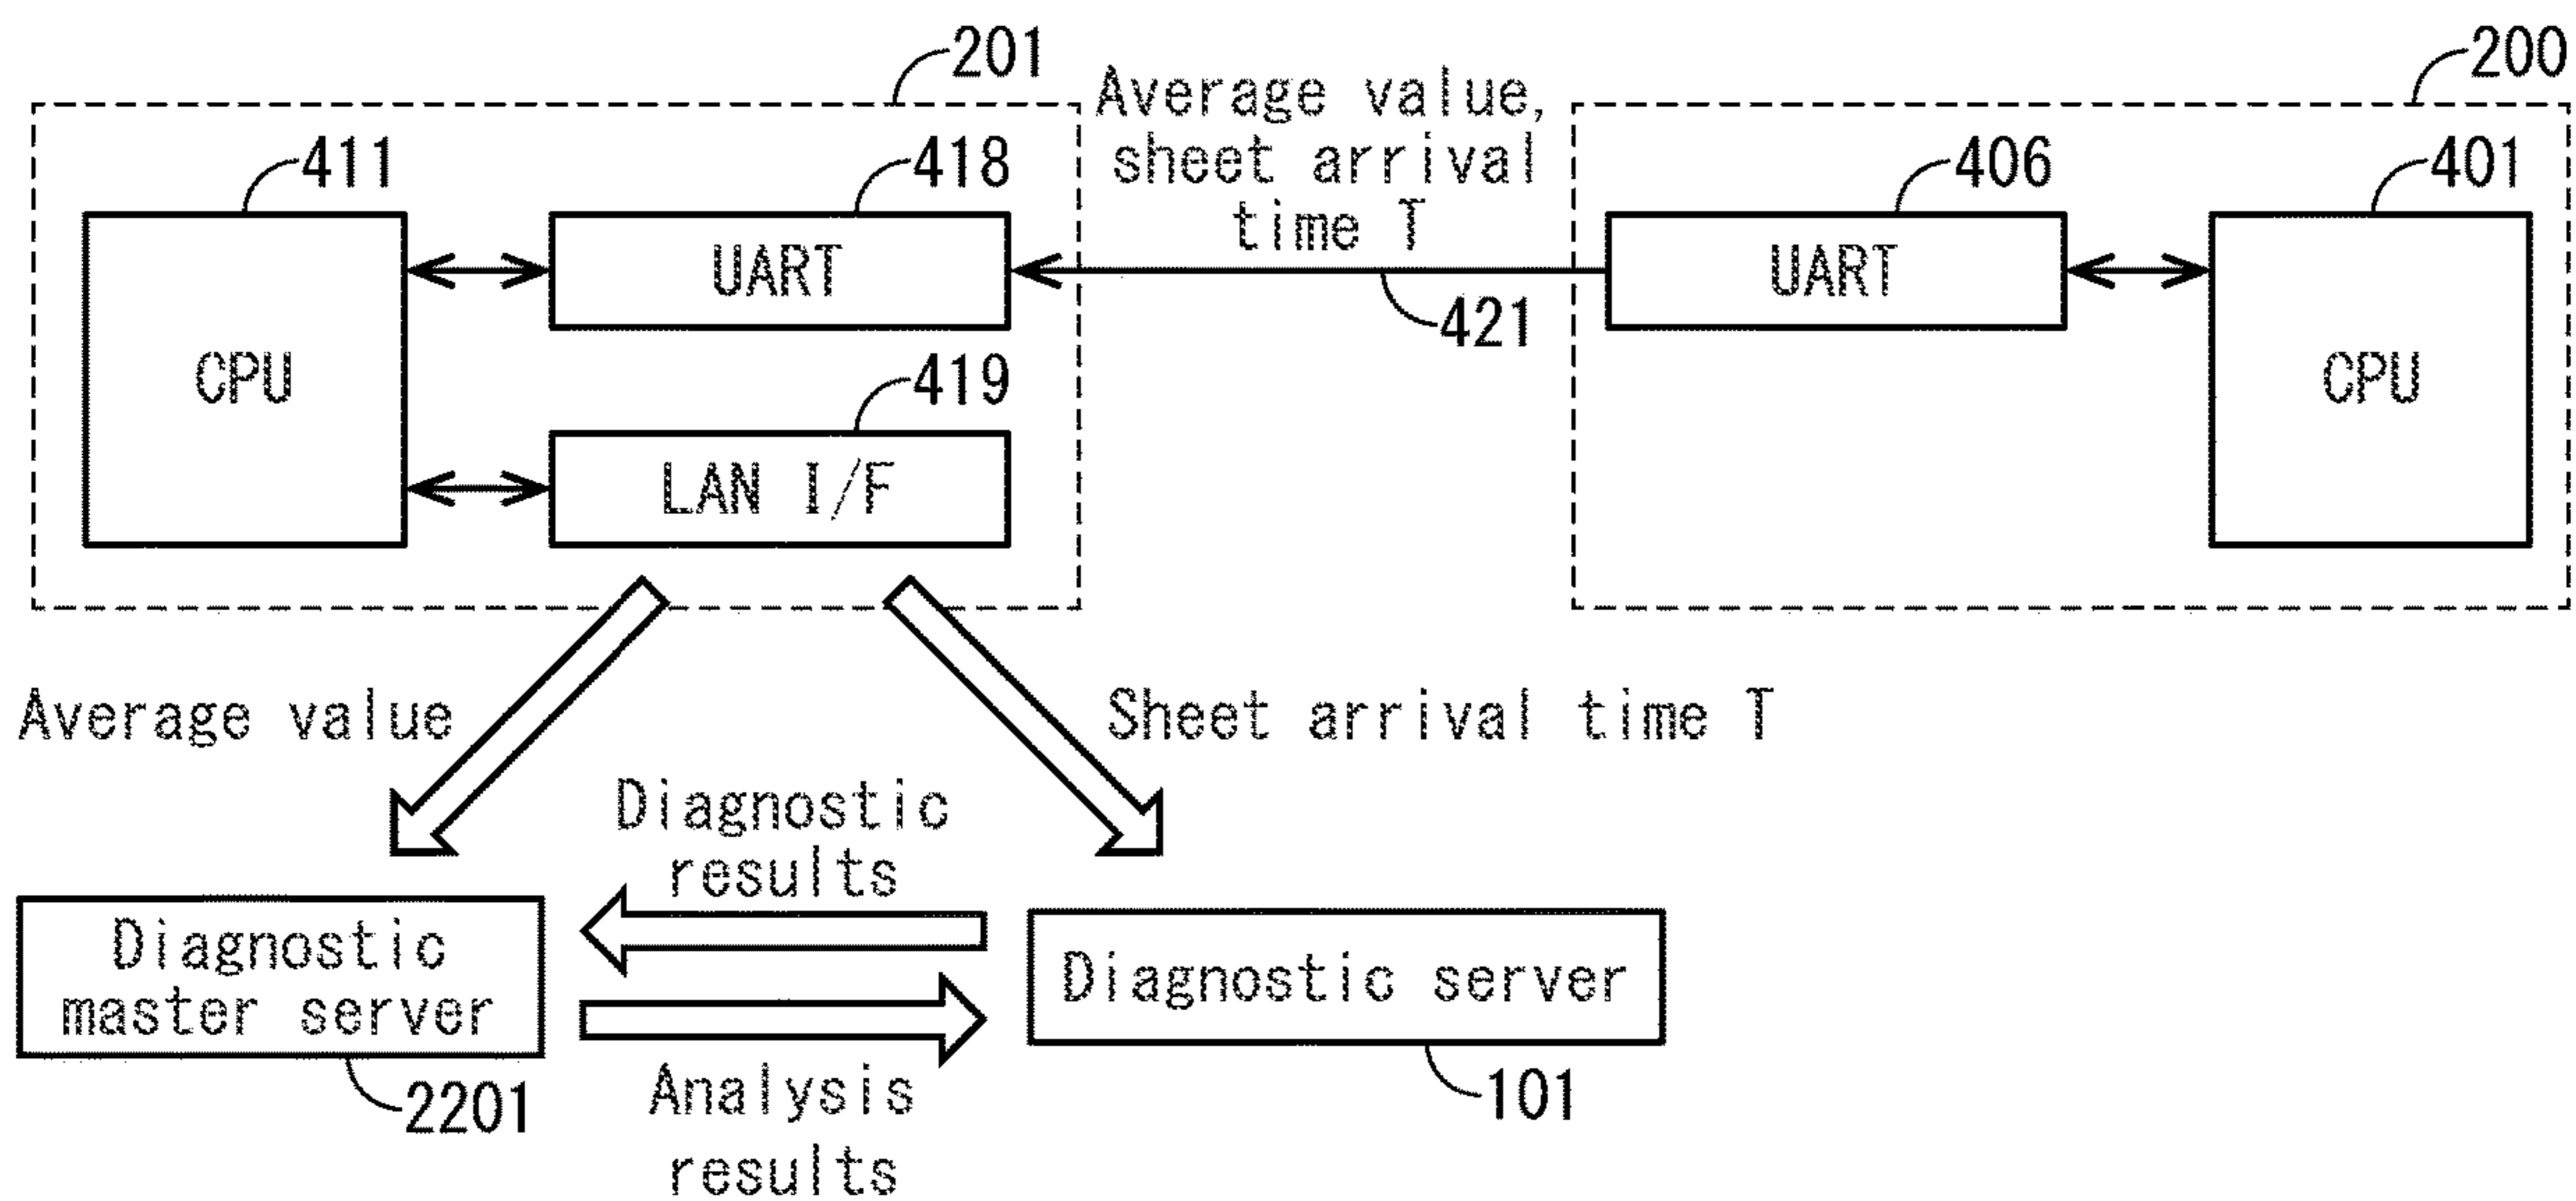 201
200
Average value,
sheet arrival
time T
411
418
406
401
CPU
UART
UART
CPU
421
419
LAN I/F
Average value
Sheet arrival time T
Diagnostic
results
Diagnostic
master server
Diagnostic server
2201
Analysis
results
101